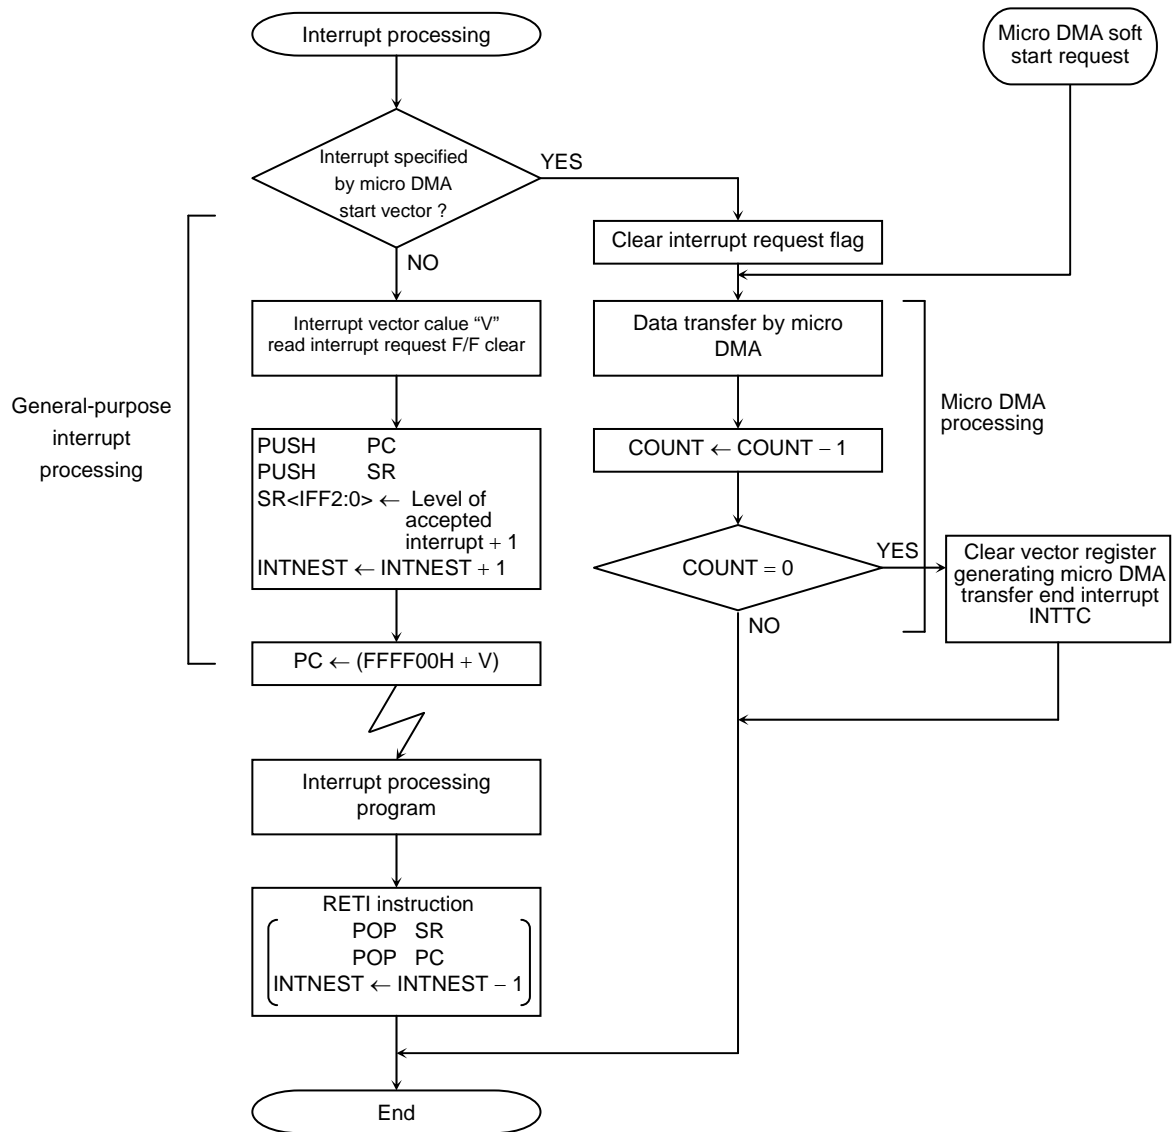 Interrupt processing
Micro DMA soft
start request
Interrupt specified
by micro DMA
start vector ?
YES
NO
Clear interrupt request flag
Interrupt vector calue “V”
read interrupt request F/F clear
Data transfer by micro
DMA
General-purpose
interrupt
processing
Micro DMA
processing
PUSH PC
PUSH SR
SR<IFF2:0> ← Level of
accepted
interrupt + 1
INTNEST ← INTNEST + 1
COUNT ← COUNT − 1
COUNT = 0
YES
NO
Clear vector register
generating micro DMA
transfer end interrupt
INTTC
PC ← (FFFF00H + V)
Interrupt processing
program
RETI instruction
POP SR
POP PC
INTNEST ← INTNEST − 1
End